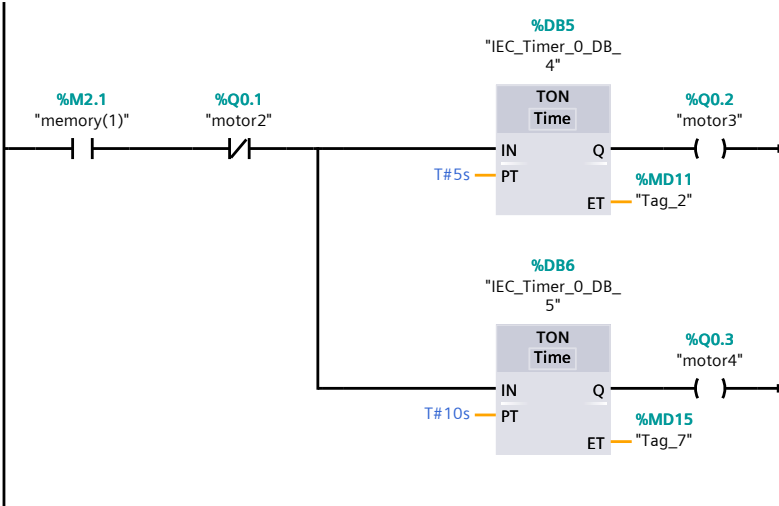 %DB5
"IEC_Timer_0_DB_
4"
TON
Time
%M2.1
"memory(1)"
%Q0.1
"motor2"
%Q0.2
"motor3"
IN
Q
T#5s
PT
%MD11
"Tag_2"
ET
%DB6
"IEC_Timer_0_DB_
5"
TON
Time
%Q0.3
"motor4"
IN
Q
T#10s
PT
%MD15
"Tag_7"
ET